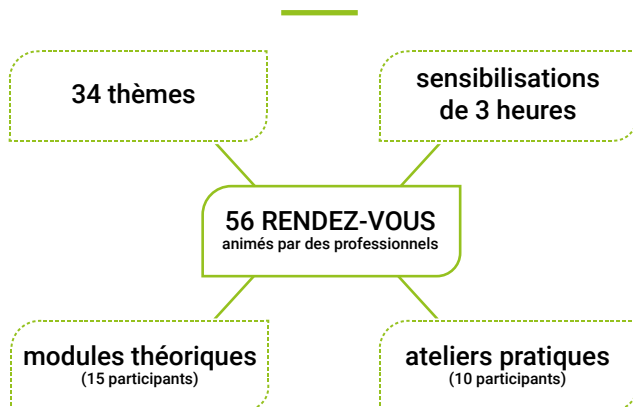 34 thèmes
sensibilisations
de 3 heures
56 RENDEZ-VOUS
animés par des professionnels
modules théoriques
(15 participants)
ateliers pratiques
(10 participants)